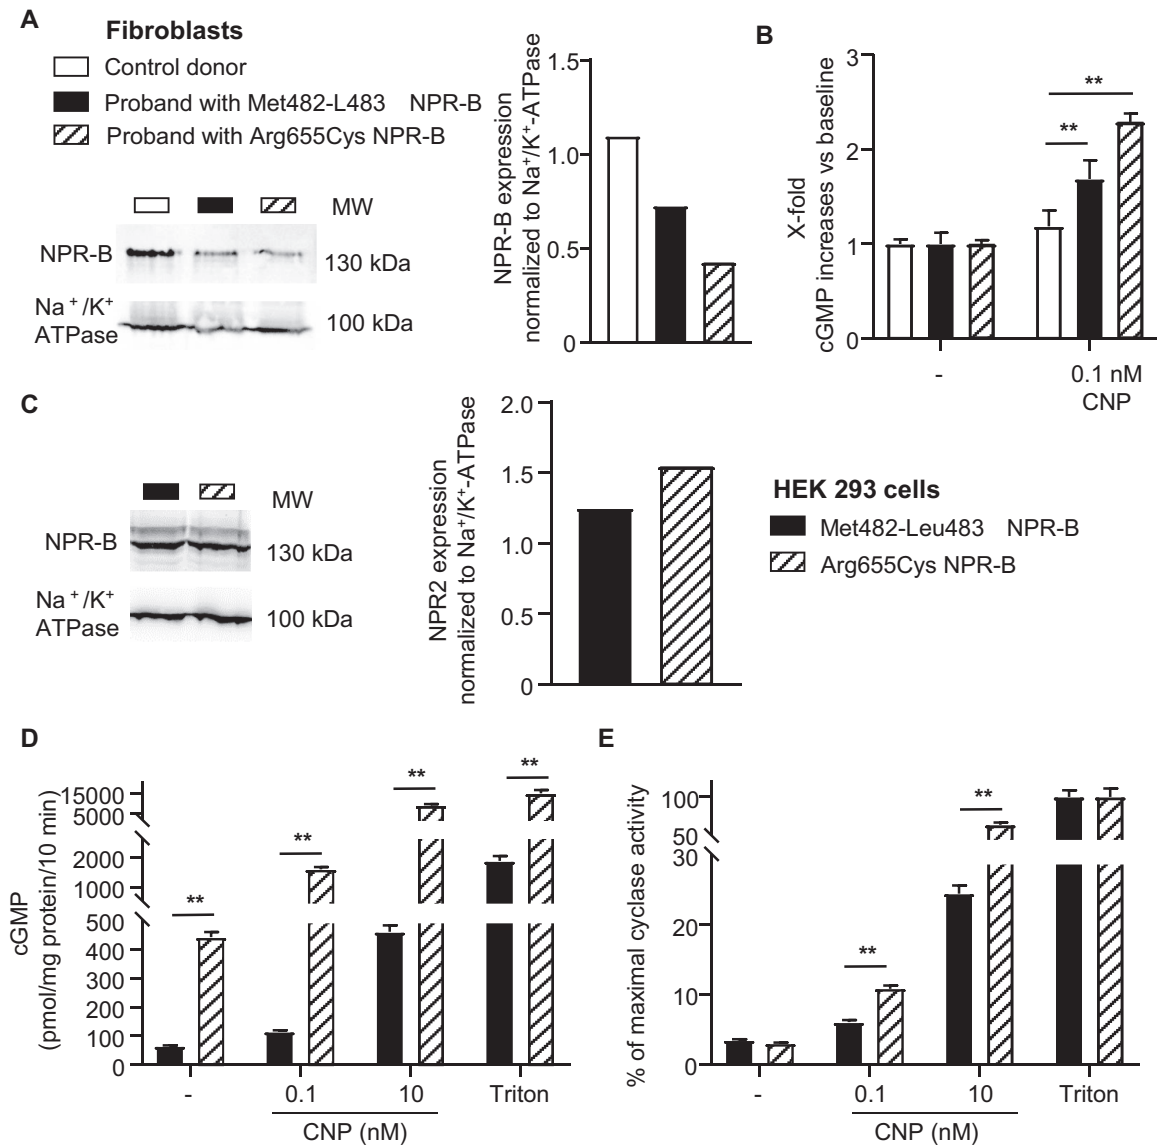 A
Fibroblasts
Control donor
Proband with Met482-L483 NPR-B
Proband with Arg655Cys NPR-B
MW
NPR-B
130 kDa
Na⁺/K⁺
ATPase
100 kDa
NPR-B expression
normalized to Na⁺/K⁺-ATPase
1.5
1.0
0.5
0
B
X-fold
cGMP increases vs baseline
3
2
1
0
**
**
-
0.1 nM
CNP
C
MW
NPR-B
130 kDa
Na⁺/K⁺
ATPase
100 kDa
NPR2 expression
normalized to Na⁺/K⁺-ATPase
2.0
1.5
1.0
0.5
0
HEK 293 cells
Met482-Leu483 NPR-B
Arg655Cys NPR-B
D
cGMP
(pmol/mg protein/10 min)
15000
5000
2000
1000
500
400
300
200
100
0
**
**
**
**
-
0.1
10
Triton
CNP (nM)
E
% of maximal cyclase activity
100
50
30
20
10
0
**
**
-
0.1
10
Triton
CNP (nM)